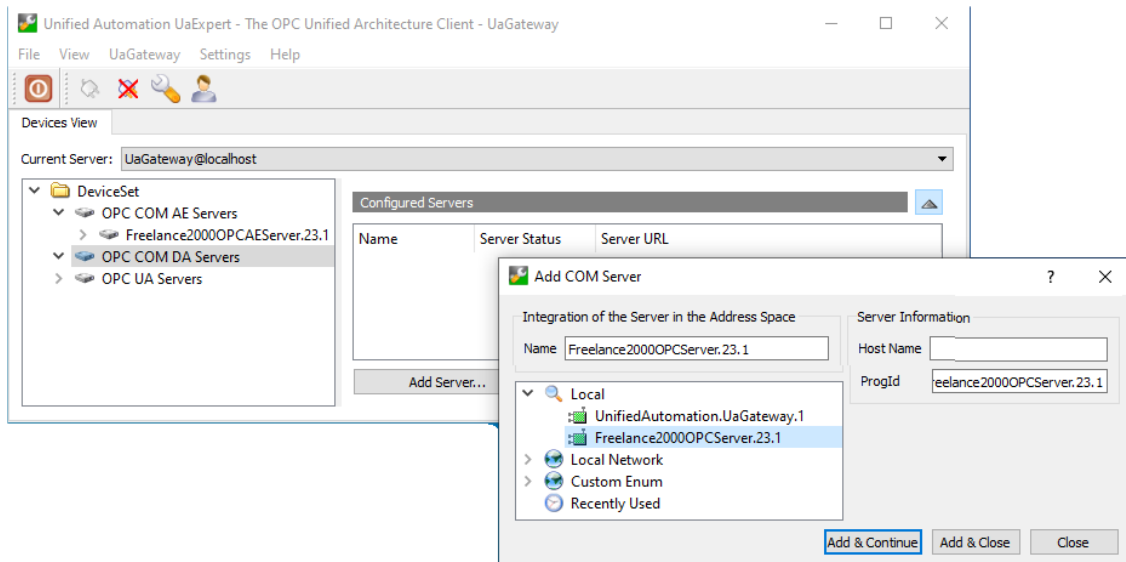 Unified Automation UaExpert - The OPC Unified Architecture Client - UaGateway
File View UaGateway Settings Help
Devices View
Current Server: UaGateway@localhost
DeviceSet
OPC COM AE Servers
Freelance2000OPCAEServer.23.1
OPC COM DA Servers
OPC UA Servers
Configured Servers
Name Server Status Server URL
Add Server...
Add COM Server
?
Integration of the Server in the Address Space
Name Freelance2000OPCServer.23.1
Local
UnifiedAutomation.UaGateway.1
Freelance2000OPCServer.23.1
Local Network
Custom Enum
Recently Used
Server Information
Host Name
ProgId reelance2000OPCServer.23.1
Add & Continue Add & Close Close